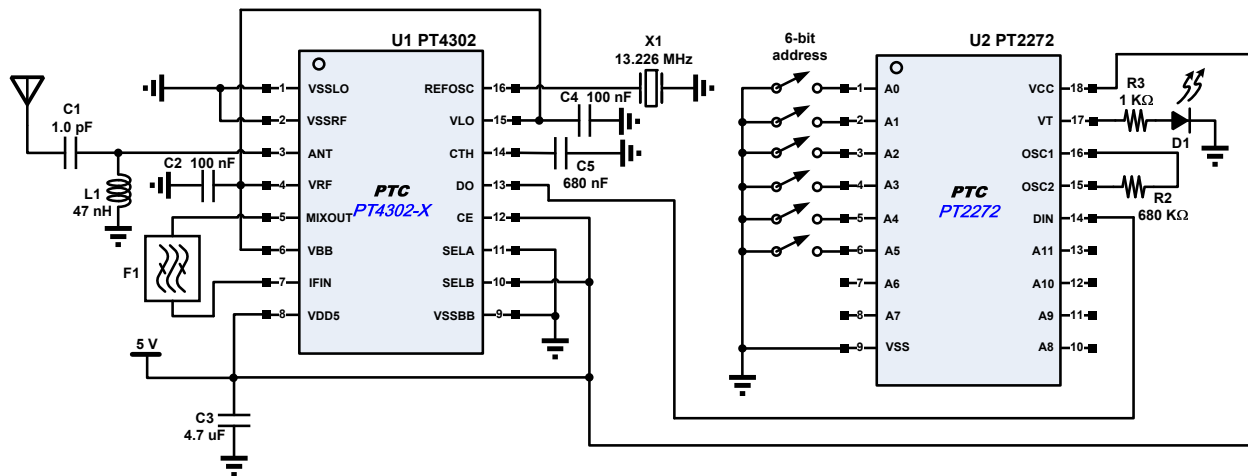 U1 PT4302
VSSLO
VSSRF
ANT
VRF
MIXOUT
VBB
IFIN
VDD5
1
2
3
4
5
6
7
8
REFOSC
VLO
CTH
DO
CE
SELA
SELB
VSSBB
16
15
14
13
12
11
10
9
PTC
PT4302-X
C1
1.0 pF
L1
47 nH
C2 100 nF
F1
5 V
C3
4.7 uF
X1
13.226 MHz
C4 100 nF
C5
680 nF
6-bit
address
U2 PT2272
1
2
3
4
5
6
7
8
9
A0
A1
A2
A3
A4
A5
A6
A7
VSS
PTC
PT2272
VCC
VT
OSC1
OSC2
DIN
A11
A10
A9
A8
18
17
16
15
14
13
12
11
10
R3
1 KΩ
D1
R2
680 KΩ